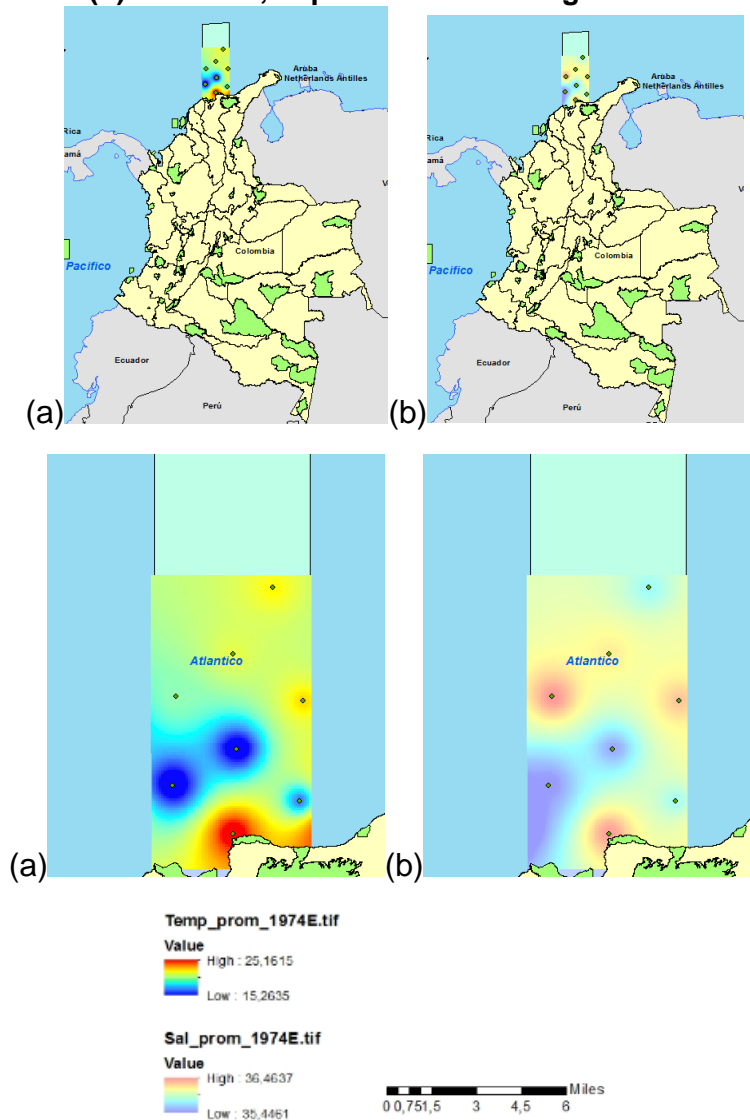 Aruba
Netherlands Antilles
Rica
amá
V
Pacífico
Colombia
Ecuador
Perú
(a)
Aruba
Netherlands Antilles
Rica
amá
Ve
Pacífico
Colombia
Ecuador
Perú
(b)
Atlantico
(a)
Atlantico
(b)
Temp_prom_1974E.tif
Value
High : 25,1615
Low : 15,2635
Sal_prom_1974E.tif
Value
High : 36,4637
Low : 35,4461
Miles
0 0,75 1,5 3 4,5 6